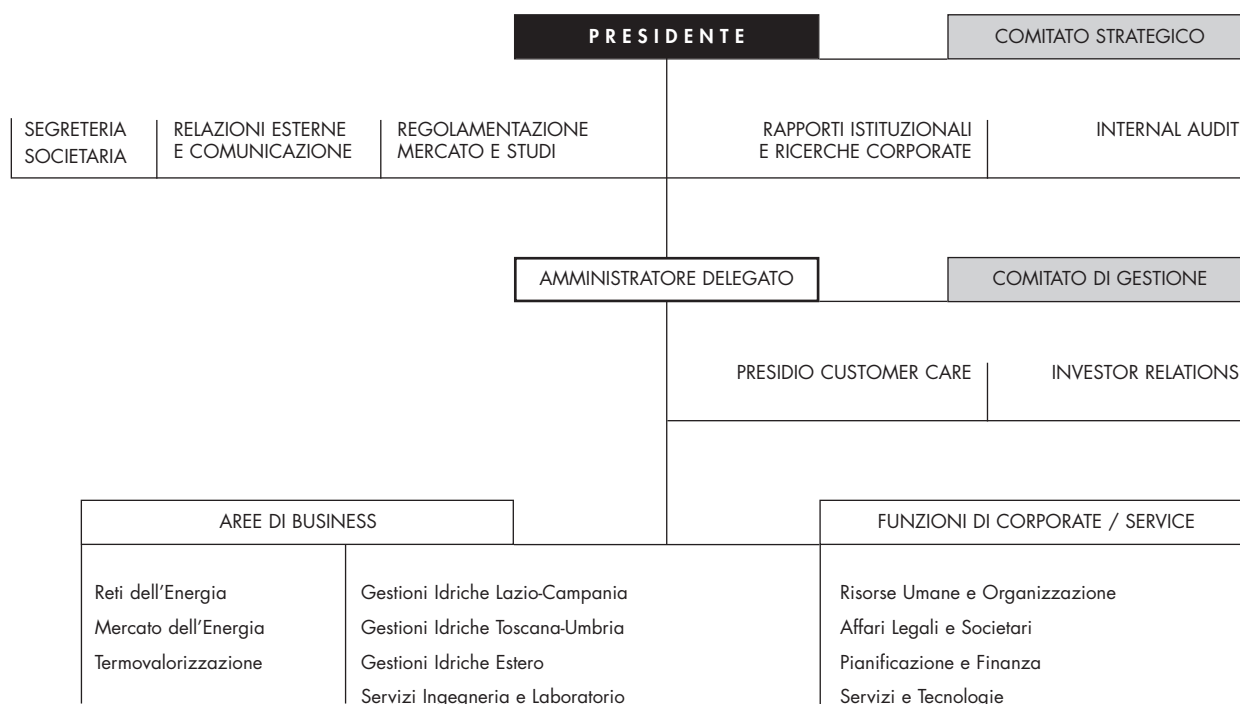 PRESIDENTE
COMITATO STRATEGICO
SEGRETERIA
SOCIETARIA
RELAZIONI ESTERNE
E COMUNICAZIONE
REGOLAMENTAZIONE
MERCATO E STUDI
RAPPORTI ISTITUZIONALI
E RICERCHE CORPORATE
INTERNAL AUDIT
AMMINISTRATORE DELEGATO
COMITATO DI GESTIONE
PRESIDIO CUSTOMER CARE
INVESTOR RELATIONS
AREE DI BUSINESS
Reti dell'Energia
Mercato dell'Energia
Termovalorizzazione
Gestioni Idriche Lazio-Campania
Gestioni Idriche Toscana-Umbria
Gestioni Idriche Estero
Servizi Ingegneria e Laboratorio
FUNZIONI DI CORPORATE / SERVICE
Risorse Umane e Organizzazione
Affari Legali e Societari
Pianificazione e Finanza
Servizi e Tecnologie